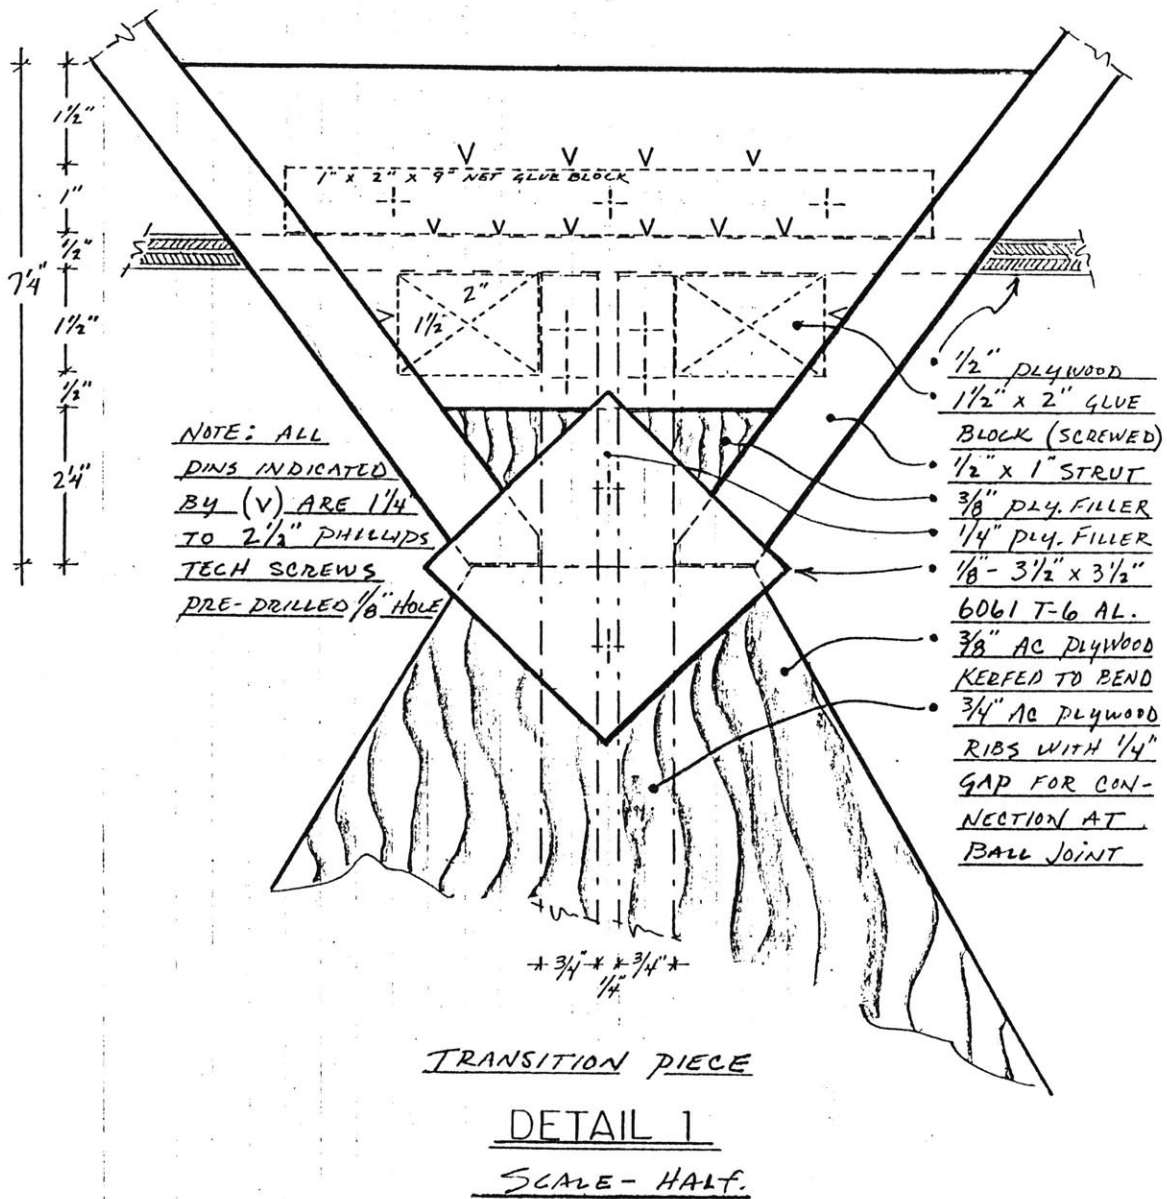 1½"
1"
½"
7¼"
1½"
½"
2¼"
1" x 2" x 9" NET GLUE BLOCK
V V V V
V V V V V V
2"
1½
V V
NOTE: ALL
PINS INDICATED
BY (V) ARE 1¼"
TO 2½" PHILLIPS
TECH SCREWS
PRE-DRILLED ⅛" HOLE
• ½" PLYWOOD
• 1½" x 2" GLUE
BLOCK (SCREWED)
• ½" x 1" STRUT
• ⅜" PLY. FILLER
• ¼" PLY. FILLER
• ⅛ - 3½" x 3½"
6061 T-6 AL.
• ⅜" AC PLYWOOD
KERFED TO BEND
• ¾" AC PLYWOOD
RIBS WITH ¼"
GAP FOR CON-
NECTION AT
BALL JOINT
¾" ¾"
¼"
TRANSITION PIECE
DETAIL 1
SCALE - HALF.